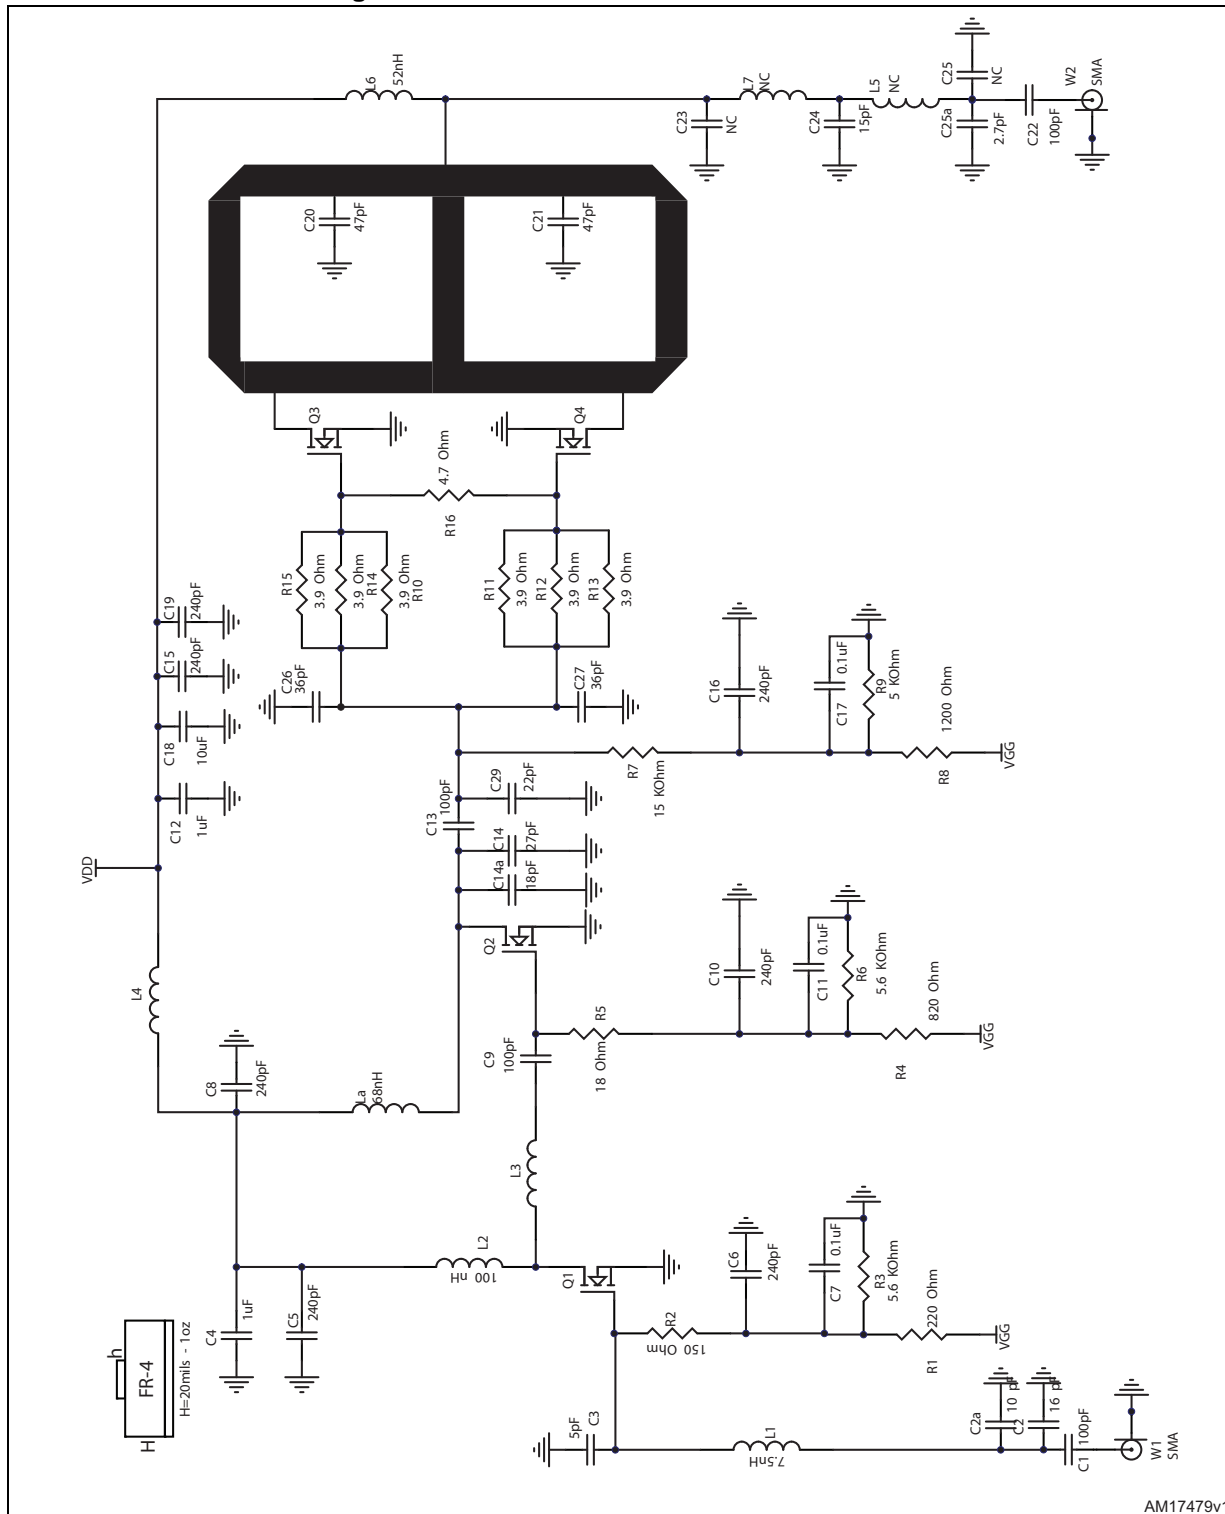 L6
52nH
C23
NC
L7
NC
C24
15pF
L5
NC
C25
NC
C25a
2.7pF
C22
100pF
W2
SMA
C20
47pF
C21
47pF
Q3
Q4
4.7 Ohm
R16
R15
3.9 Ohm
R14
3.9 Ohm
R10
3.9 Ohm
R11
3.9 Ohm
R12
3.9 Ohm
R13
3.9 Ohm
C19
240pF
C15
240pF
C18
10uF
C12
1uF
VDD
C26
36pF
C27
36pF
C16
240pF
C17
0.1uF
R9
5 KOhm
1200 Ohm
R8
VGG
R7
15 KOhm
C13
100pF
C29
22pF
C14
27pF
C14a
18pF
Q2
C10
240pF
C11
0.1uF
R6
5.6 KOhm
820 Ohm
R4
VGG
R5
18 Ohm
C9
100pF
L4
C8
240pF
La
68nH
L3
L2
100 nH
Q1
C6
240pF
C7
0.1uF
R3
5.6 KOhm
220 Ohm
R1
VGG
R2
150 Ohm
C4
1uF
C5
240pF
h
FR-4
H
H=20mils - 1oz
5pF
C3
L1
7.5nH
C2a
10 pF
C2
16 pF
C1
100pF
W1
SMA